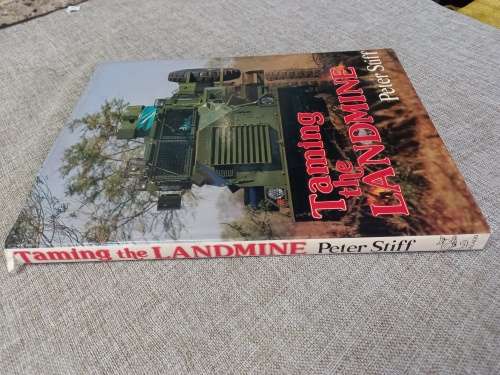 Taming
the
LANDMINE
Peter Stiff
Taming the LANDMINE Peter Stiff